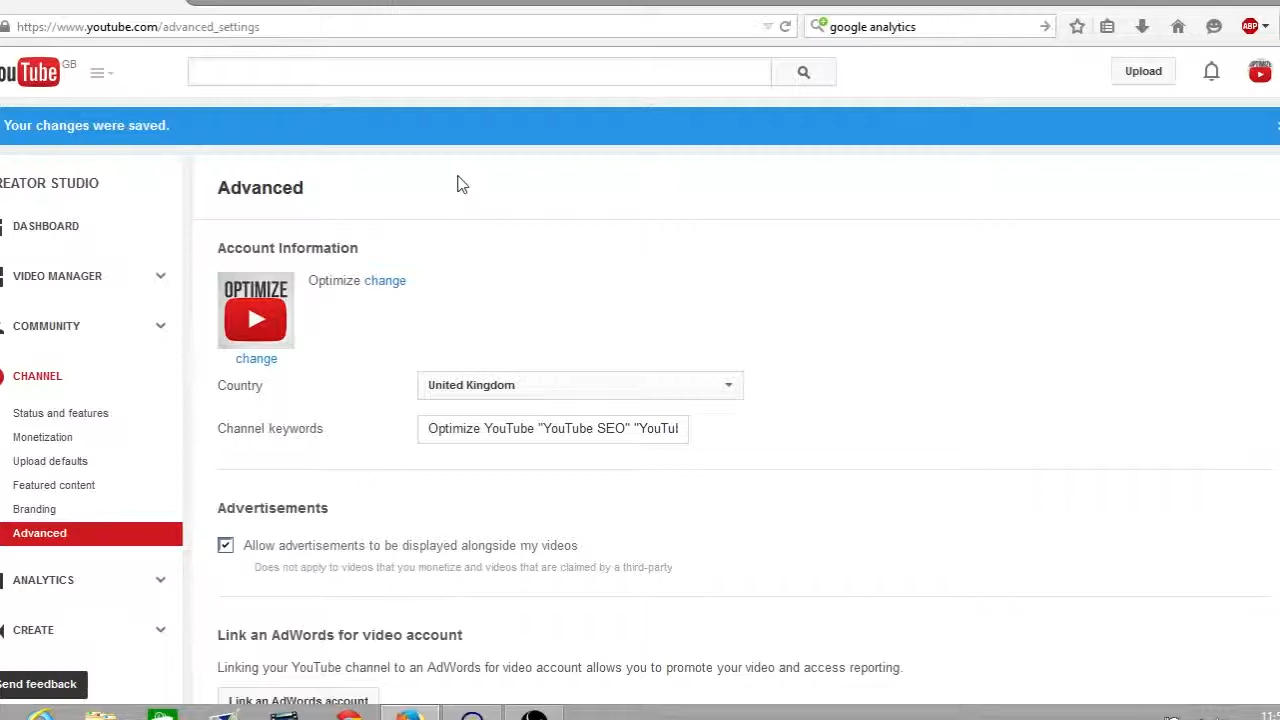 https://www.youtube.com/advanced_settings
google analytics
ABP
ouTube GB
Upload
OPTIMIZE
Your changes were saved.
REATOR STUDIO
DASHBOARD
VIDEO MANAGER
COMMUNITY
CHANNEL
Status and features
Monetization
Upload defaults
Featured content
Branding
Advanced
ANALYTICS
CREATE
Send feedback
Advanced
Account Information
OPTIMIZE
Optimize change
change
Country
United Kingdom
Channel keywords
Optimize YouTube "YouTube SEO" "YouTub
Advertisements
Allow advertisements to be displayed alongside my videos
Does not apply to videos that you monetize and videos that are claimed by a third-party
Link an AdWords for video account
Linking your YouTube channel to an AdWords for video account allows you to promote your video and access reporting.
Link an AdWords account